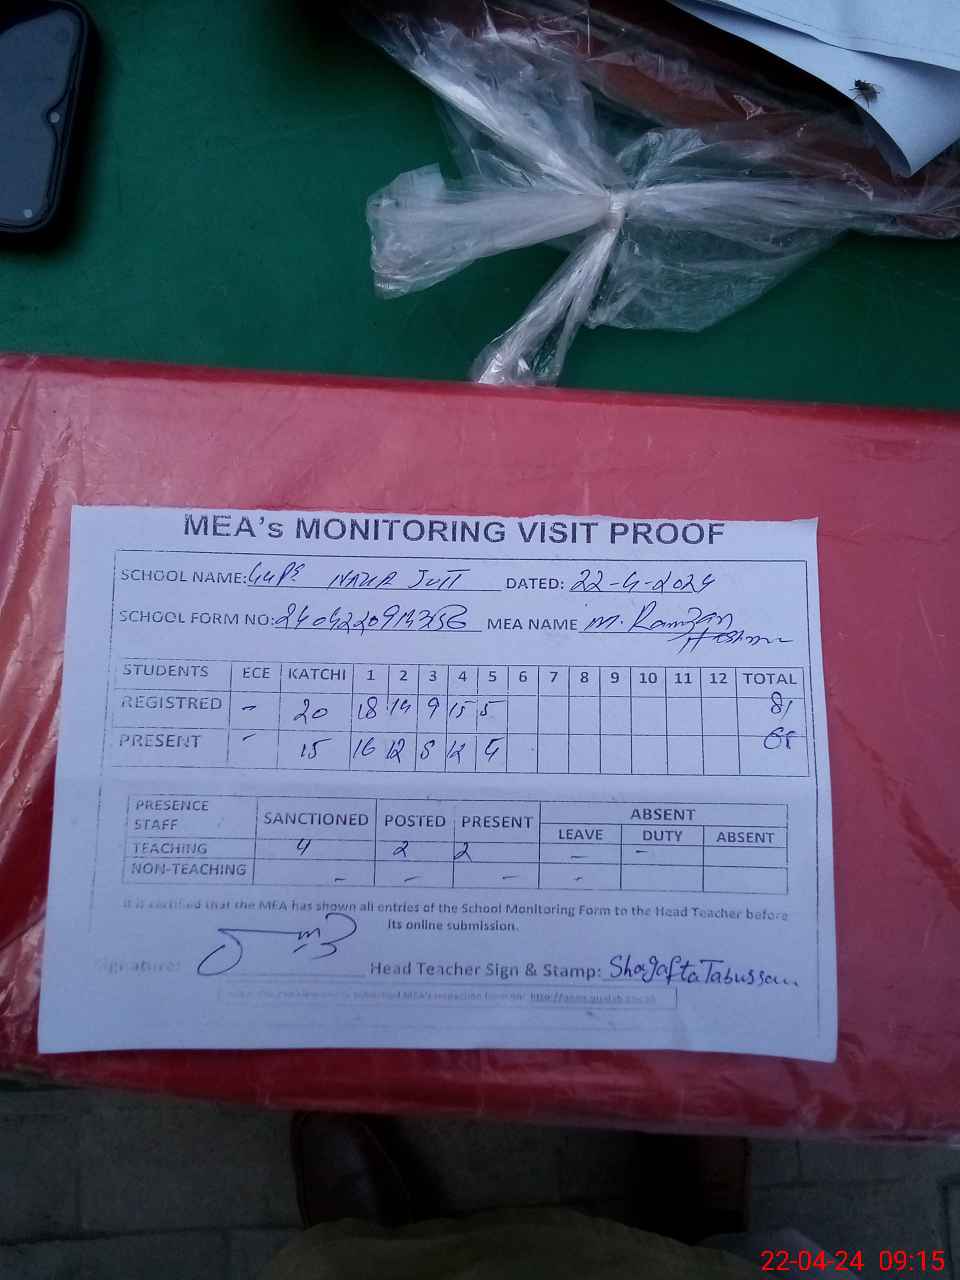 MEA's MONITORING VISIT PROOF
SCHOOL NAME: GGPS DATED: 22-4-2024
SCHOOL FORM NO: MEA NAME M. Ramzan
STUDENTS ECE KATCHI 1 2 3 4 5 6 7 8 9 10 11 12 TOTAL
REGISTRED - 20 18 14 9 15 5 81
PRESENT - 15 16 12 8 12 5 68
PRESENCE STAFF SANCTIONED POSTED PRESENT ABSENT
LEAVE DUTY ABSENT
TEACHING 4 2 2 - -
NON-TEACHING - - - -
It is certified that the MEA has shown all entries of the School Monitoring Form to the Head Teacher before
its online submission.
Signature: Head Teacher Sign & Stamp: Shagafta Tabussam
22-04-24 09:15